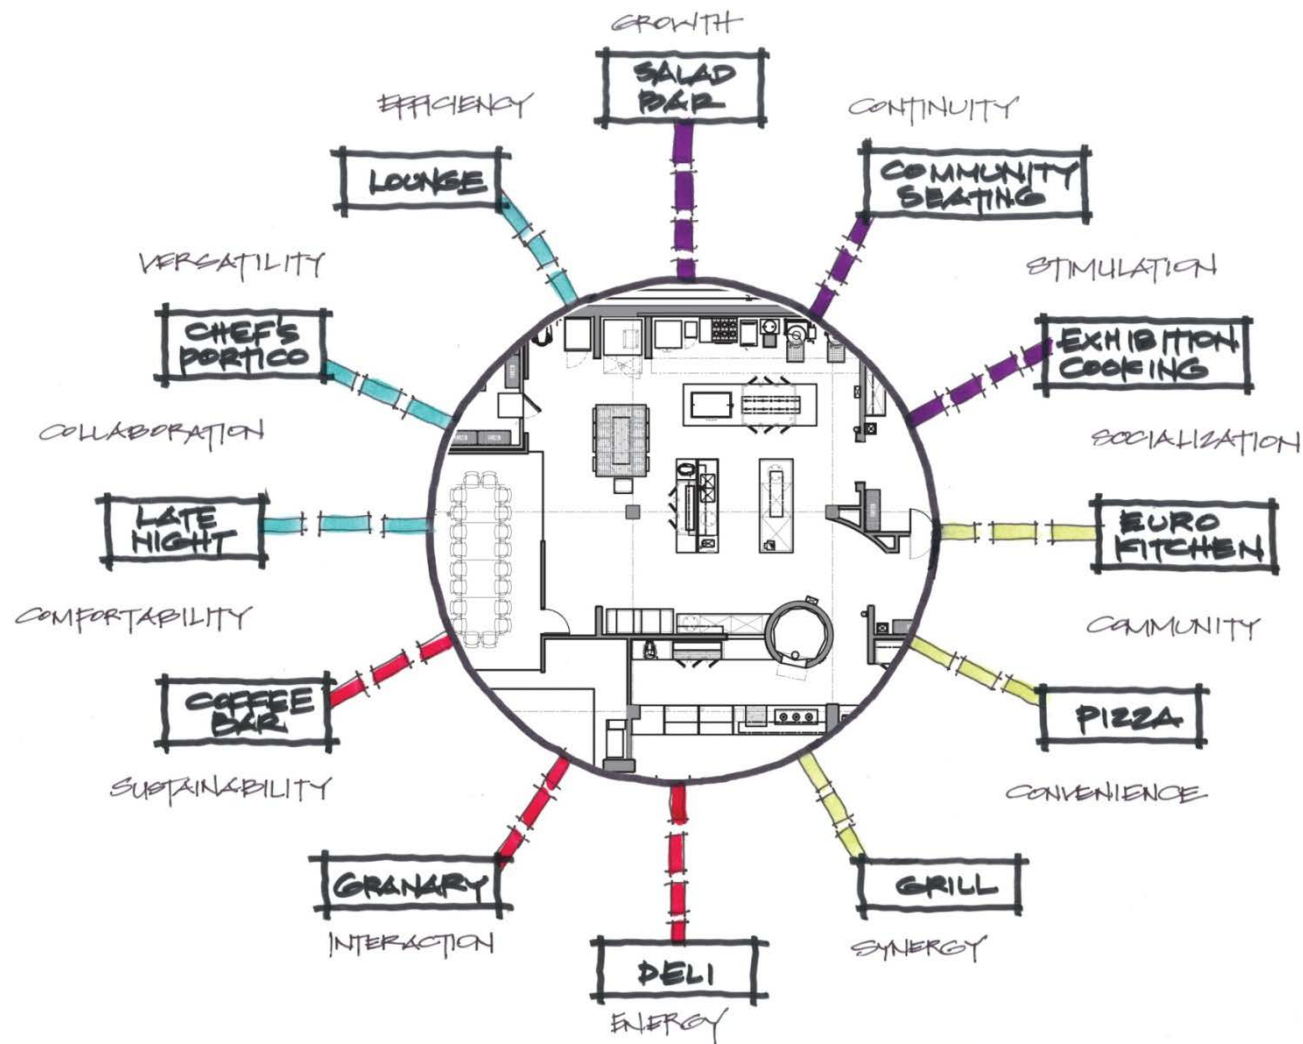 GROWTH
SALAD
BAR
EFFICIENCY
CONTINUITY
LOUNGE
COMMUNITY
SEATING
VERSATILITY
STIMULATION
CHEF'S
PORTICO
EXHIBITION
COOKING
COLLABORATION
SOCIALIZATION
LATE
NIGHT
EURO
KITCHEN
COMFORTABILITY
COMMUNITY
COFFEE
BAR
PIZZA
SUSTAINABILITY
CONVENIENCE
GRANARY
GRILL
INTERACTION
SYNERGY
DELI
ENERGY